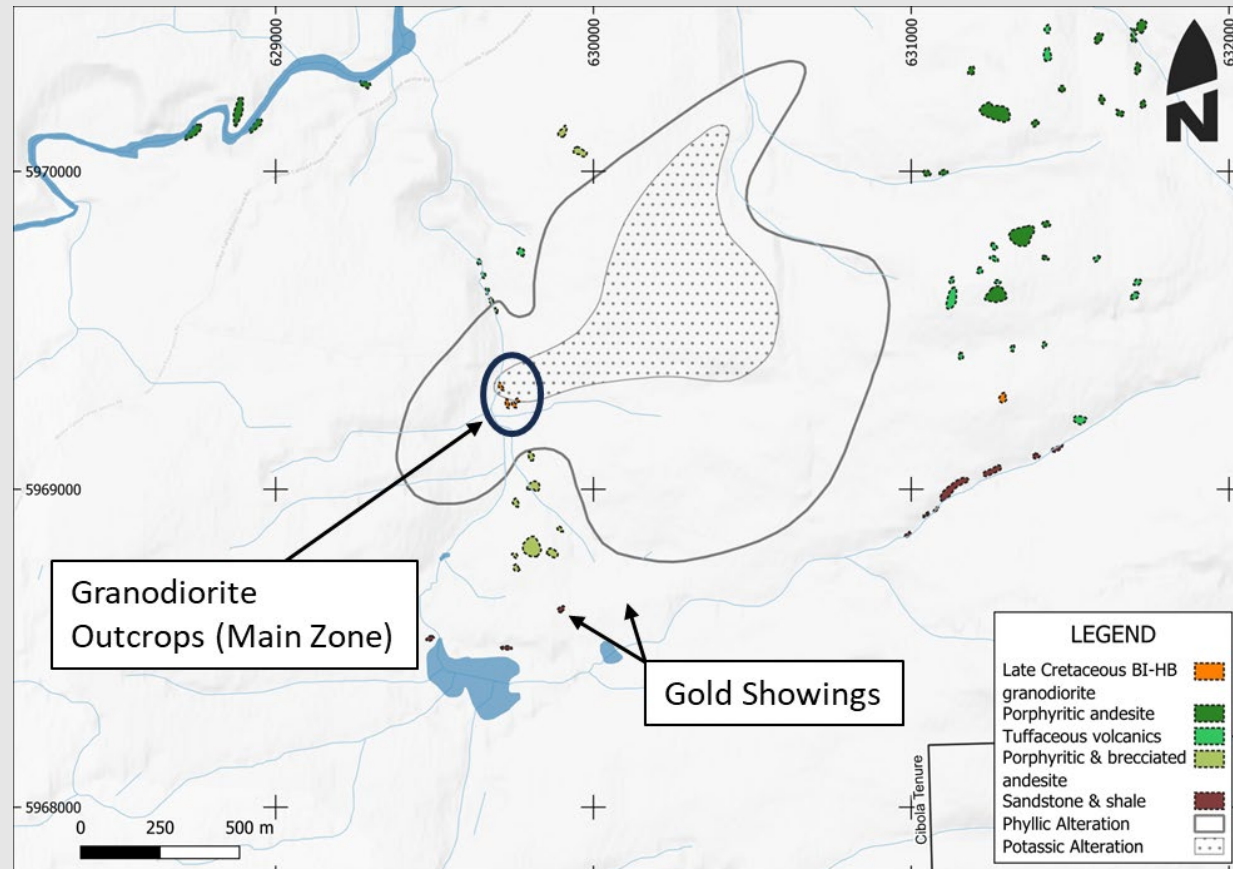 629000
630000
631000
632000
N
5970000
5969000
5968000
Granodiorite
Outcrops (Main Zone)
Gold Showings
Cibola Tenure
0 250 500 m
LEGEND
Late Cretaceous BI-HB
granodiorite
Porphyritic andesite
Tuffaceous volcanics
Porphyritic & brecciated
andesite
Sandstone & shale
Phyllic Alteration
Potassic Alteration